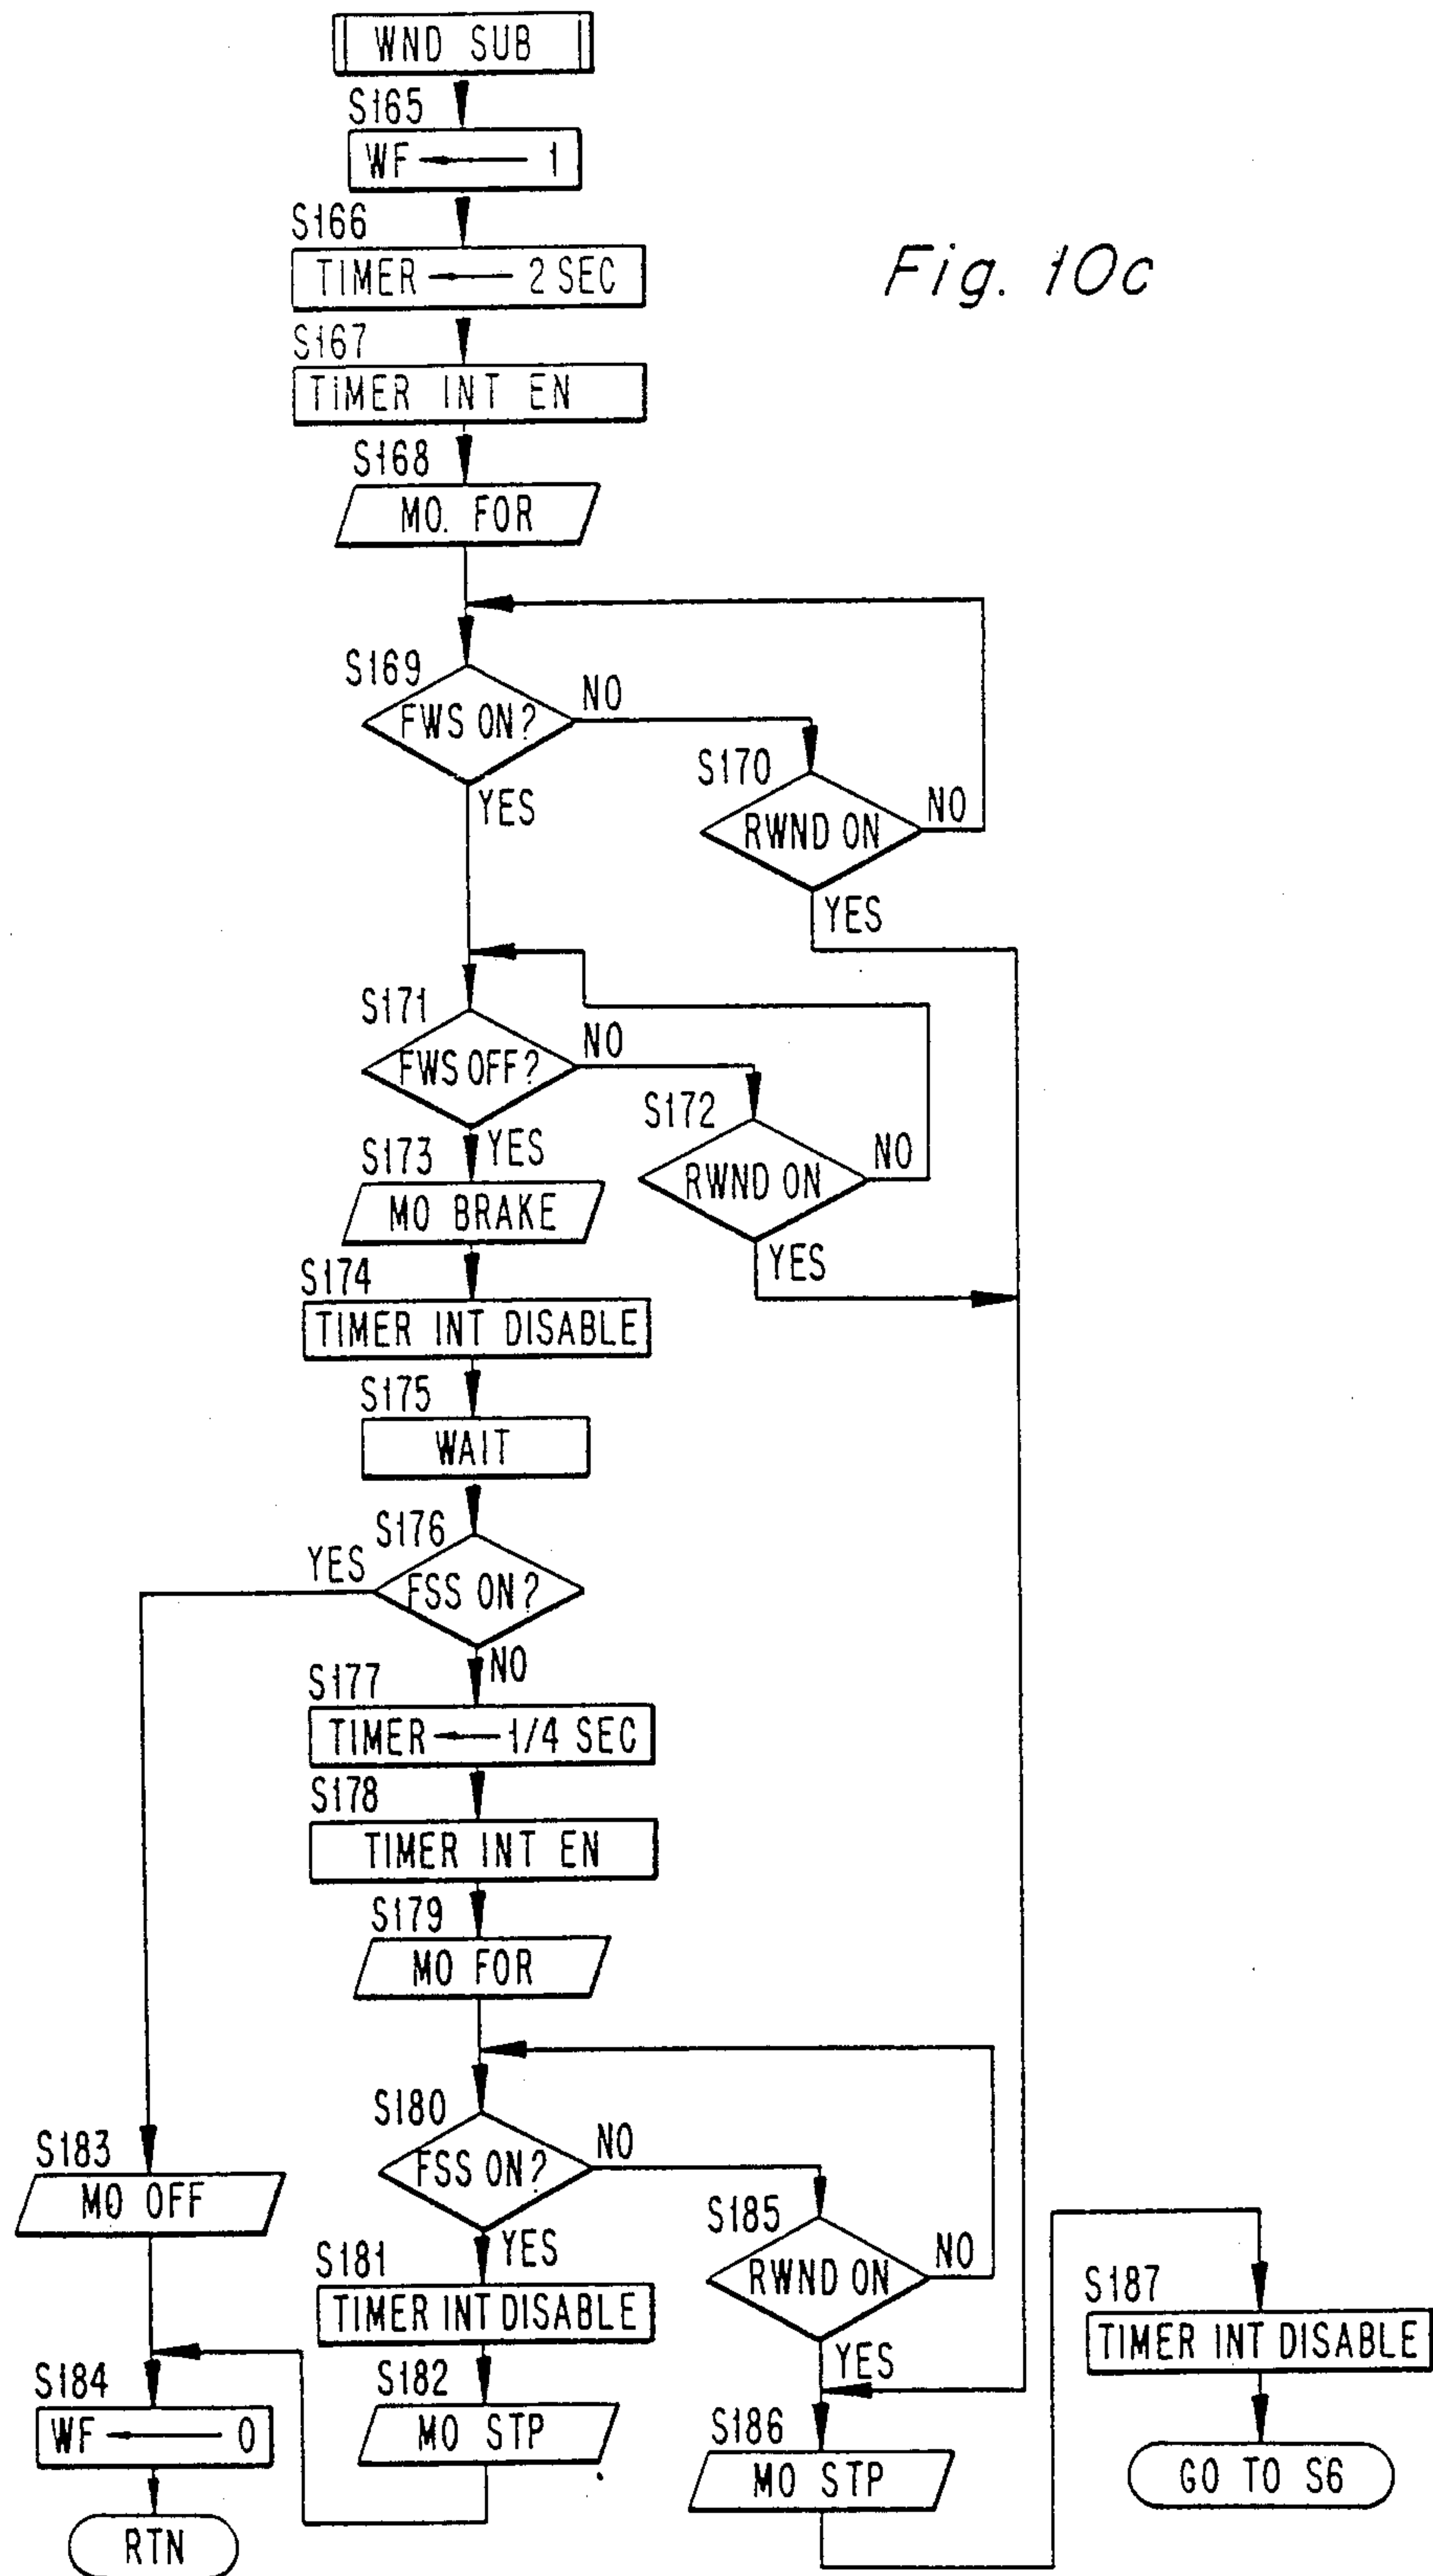 WND SUB
S165
WF ← 1
S166
TIMER ← 2 SEC
Fig. 10c
S167
TIMER INT EN
S168
MO. FOR
S169
FWS ON?
NO
YES
S170
RWND ON
NO
YES
S171
FWS OFF?
NO
YES
S172
RWND ON
NO
YES
S173
MO BRAKE
S174
TIMER INT DISABLE
S175
WAIT
S176
YES
FSS ON?
NO
S177
TIMER ← 1/4 SEC
S178
TIMER INT EN
S179
MO FOR
S180
FSS ON?
NO
YES
S183
MO OFF
S185
RWND ON
NO
YES
S181
TIMER INT DISABLE
S187
TIMER INT DISABLE
S184
WF ← 0
S182
MO STP
S186
MO STP
GO TO S6
RTN